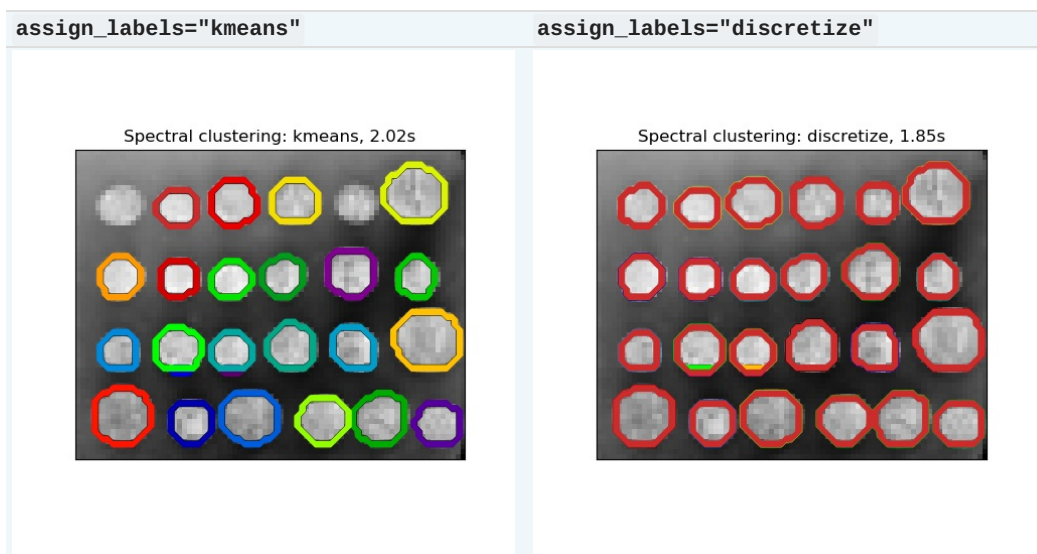 assign_labels="kmeans"
assign_labels="discretize"
Spectral clustering: kmeans, 2.02s
Spectral clustering: discretize, 1.85s